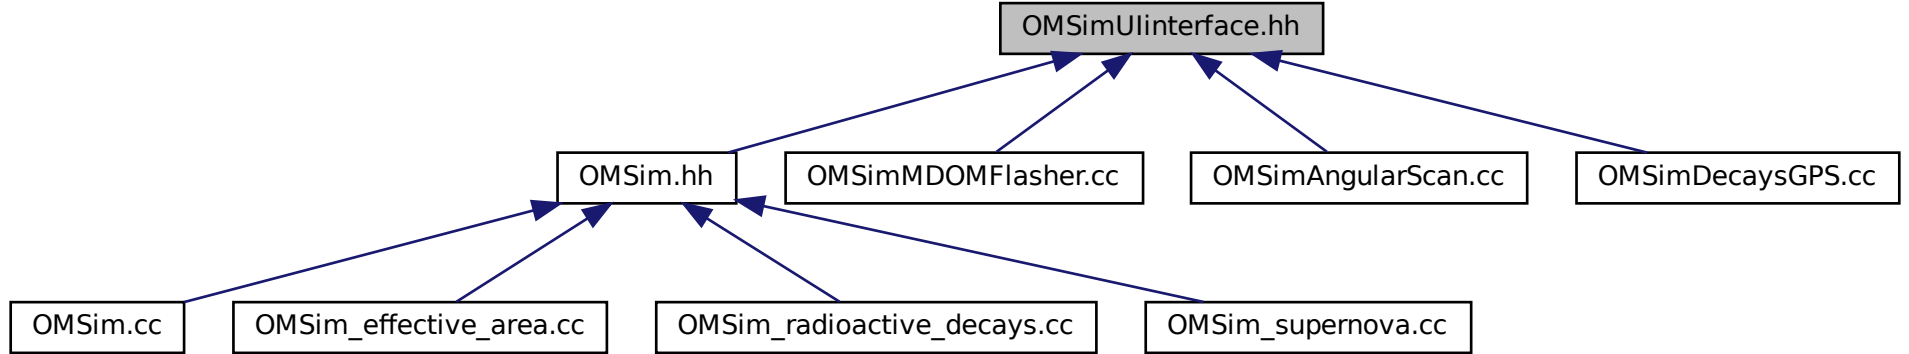 OMSimUIinterface.hh
OMSim.hh
OMSimMDOMFlasher.cc
OMSimAngularScan.cc
OMSimDecaysGPS.cc
OMSim.cc
OMSim_effective_area.cc
OMSim_radioactive_decays.cc
OMSim_supernova.cc